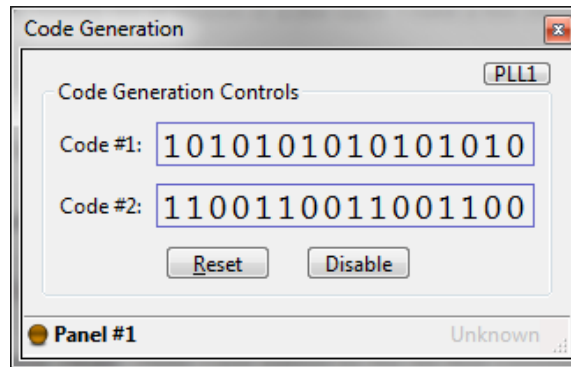 Code Generation
PLL1
Code Generation Controls
Code #1: 1010101010101010
Code #2: 1100110011001100
Reset Disable
Panel #1 Unknown